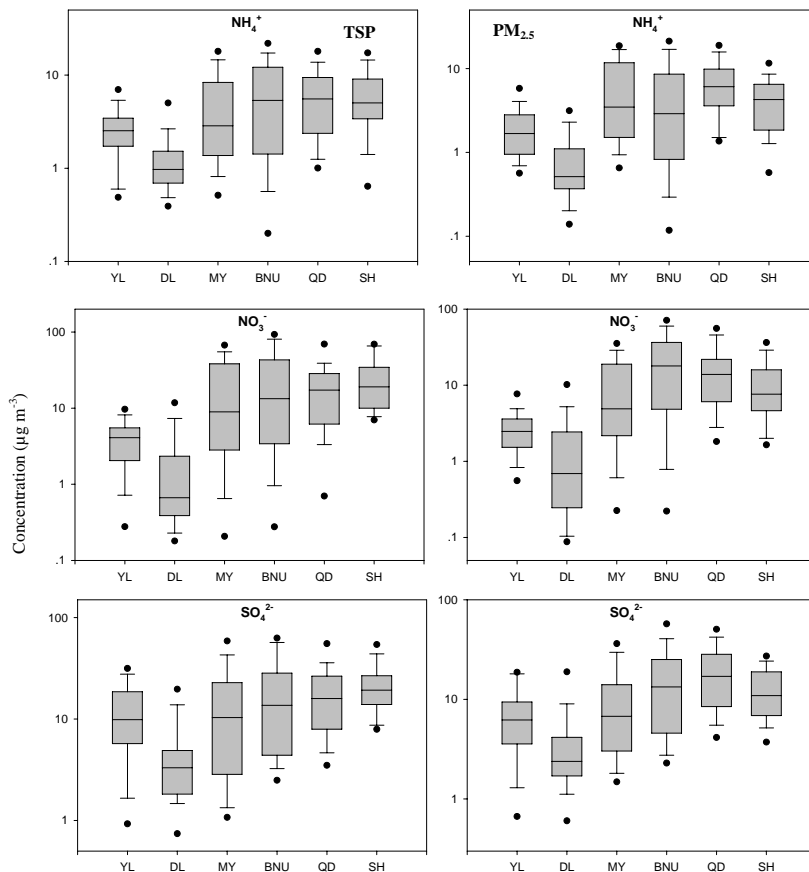 NH₄⁺ TSP
10
1
.1
YL DL MY BNU QD SH
NH₄⁺ PM₂.₅
10
1
.1
YL DL MY BNU QD SH
Concentration (µg m⁻³)
NO₃⁻
100
10
1
.1
YL DL MY BNU QD SH
NO₃⁻
100
10
1
.1
YL DL MY BNU QD SH
SO₄²⁻
100
10
1
YL DL MY BNU QD SH
SO₄²⁻
100
10
1
YL DL MY BNU QD SH